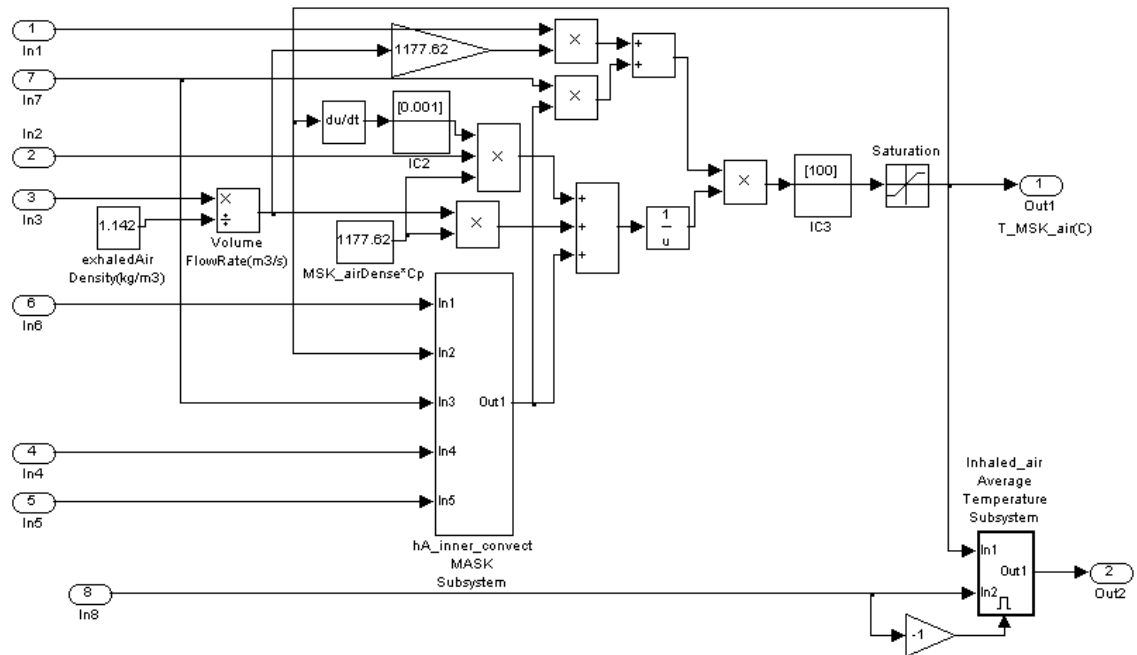 1
In1
1177.62
×
+
+
7
In7
×
In2
du/dt
[0.001]
IC2
2
×
3
In3
×
÷
Volume
FlowRate(m3/s)
1.142
exhaledAir
Density(kg/m3)
1177.62
MSK_airDense*Cp
×
+
+
+
1
u
×
[100]
IC3
Saturation
1
Out1
T_MSK_air(C)
6
In6
In1
In2
In3
Out1
In4
In5
4
In4
5
In5
hA_inner_convect
MASK
Subsystem
Inhaled_air
Average
Temperature
Subsystem
In1
Out1
In2
2
Out2
8
In8
-1